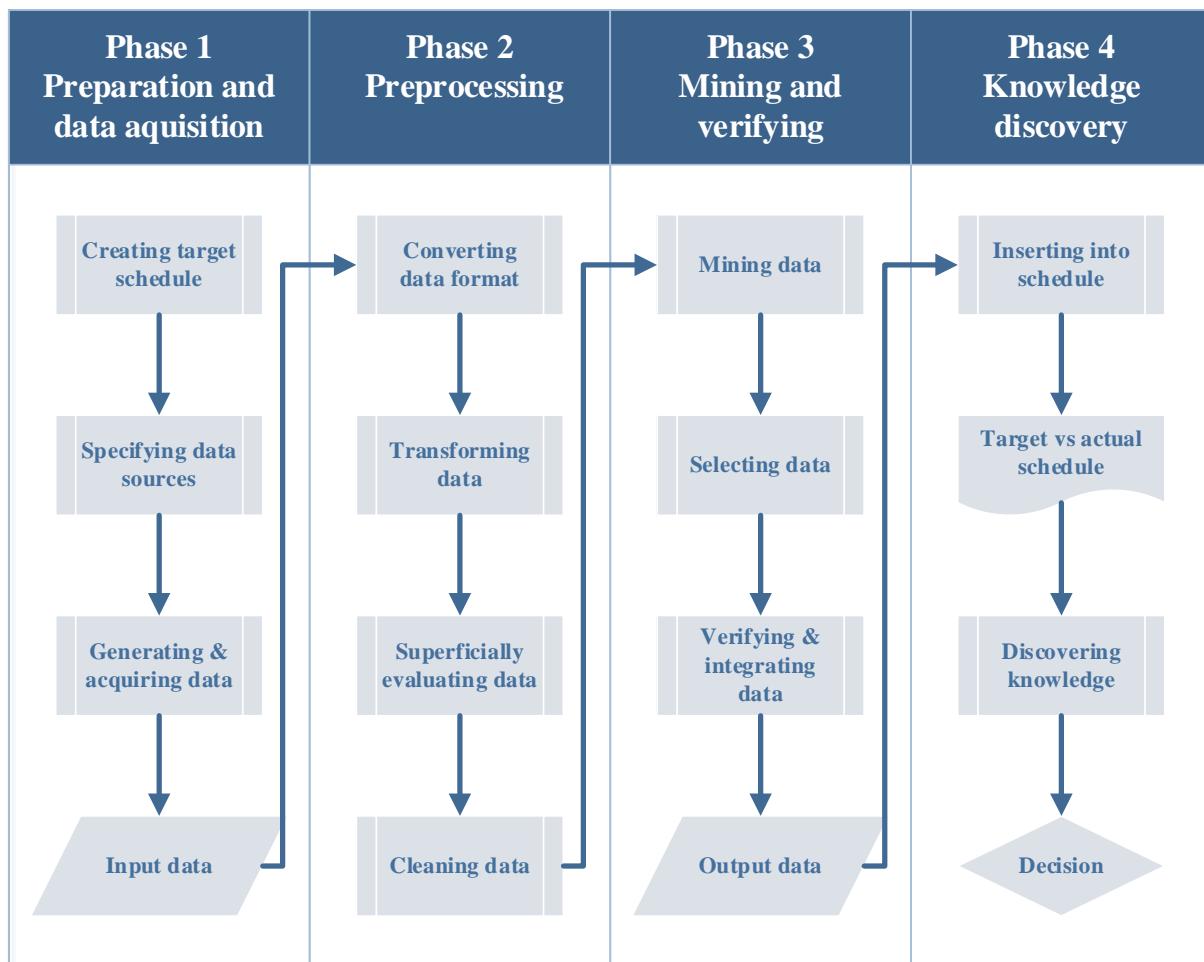 Phase 1
Preparation and
data aquisition
Phase 2
Preprocessing
Phase 3
Mining and
verifying
Phase 4
Knowledge
discovery
Creating target
schedule
Specifying data
sources
Generating &
acquiring data
Input data
Converting
data format
Transforming
data
Superficially
evaluating data
Cleaning data
Mining data
Selecting data
Verifying &
integrating
data
Output data
Inserting into
schedule
Target vs actual
schedule
Discovering
knowledge
Decision